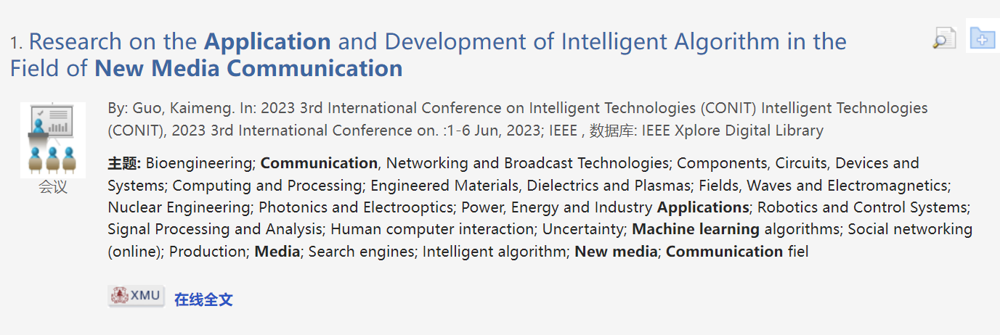 1. Research on the Application and Development of Intelligent Algorithm in the
Field of New Media Communication
By: Guo, Kaimeng. In: 2023 3rd International Conference on Intelligent Technologies (CONIT) Intelligent Technologies
(CONIT), 2023 3rd International Conference on. :1-6 Jun, 2023; IEEE , 数据库: IEEE Xplore Digital Library
会议
主题: Bioengineering; Communication, Networking and Broadcast Technologies; Components, Circuits, Devices and
Systems; Computing and Processing; Engineered Materials, Dielectrics and Plasmas; Fields, Waves and Electromagnetics;
Nuclear Engineering; Photonics and Electrooptics; Power, Energy and Industry Applications; Robotics and Control Systems;
Signal Processing and Analysis; Human computer interaction; Uncertainty; Machine learning algorithms; Social networking
(online); Production; Media; Search engines; Intelligent algorithm; New media; Communication fiel
XMU 在线全文